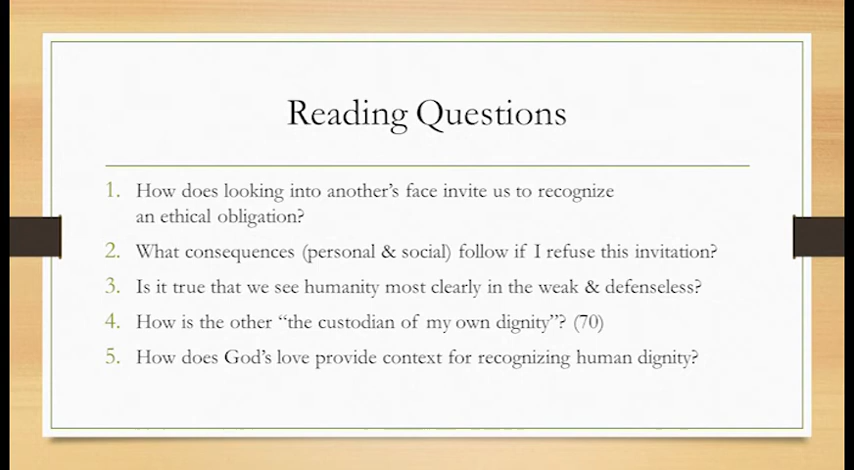 Reading Questions
1. How does looking into another’s face invite us to recognize
an ethical obligation?
2. What consequences (personal & social) follow if I refuse this invitation?
3. Is it true that we see humanity most clearly in the weak & defenseless?
4. How is the other “the custodian of my own dignity”? (70)
5. How does God’s love provide context for recognizing human dignity?